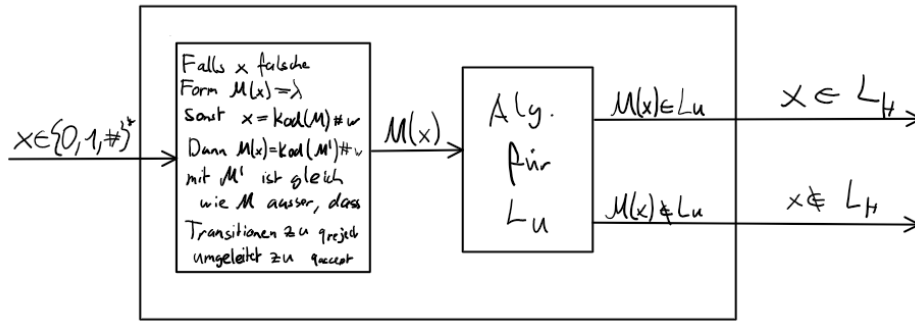 x∈{0,1,#}*
Falls x falsche
Form M(x)=λ
Sonst x=Kod(M)#w
Dann M(x)=Kod(M')#w
mit M' ist gleich
wie M ausser, dass
Transitionen zu qreject
umgeleitet zu qaccept
M(x)
Alg.
für
Lu
M(x)∈Lu
M(x)∉Lu
x∈LH
x∉LH